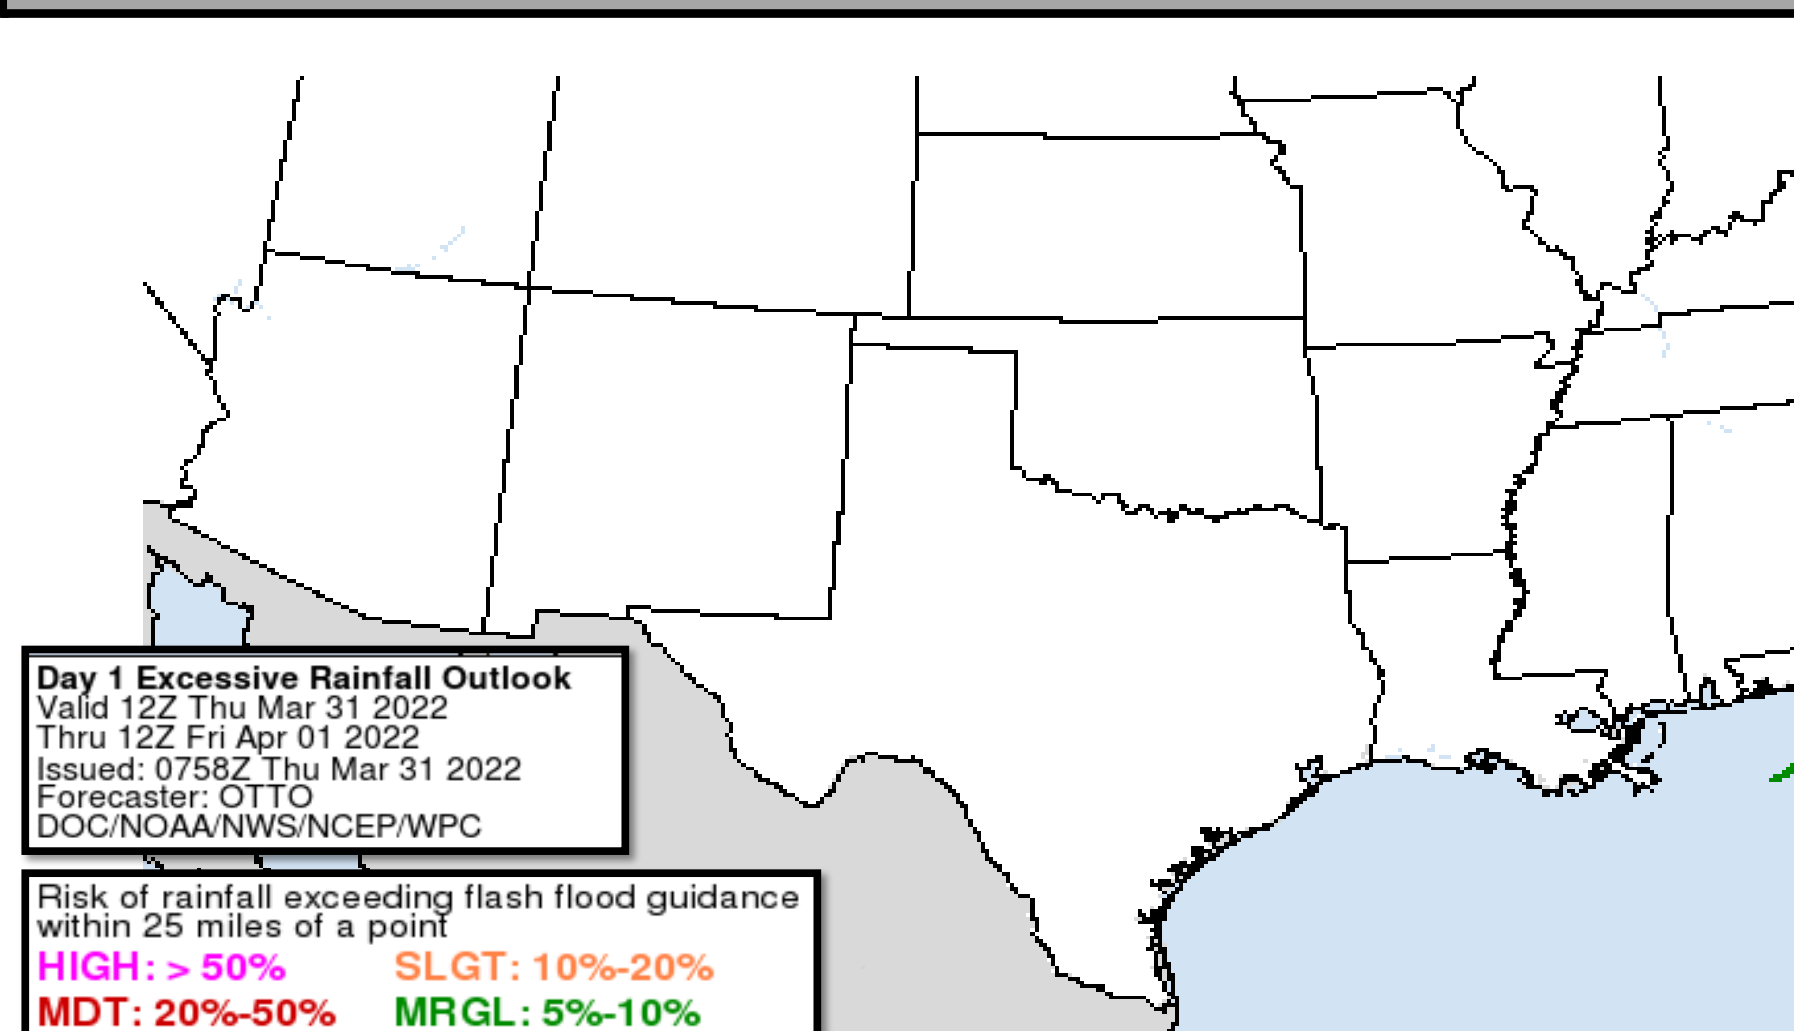 Day 1 Excessive Rainfall Outlook
Valid 12Z Thu Mar 31 2022
Thru 12Z Fri Apr 01 2022
Issued: 0758Z Thu Mar 31 2022
Forecaster: OTTO
DOC/NOAA/NWS/NCEP/WPC
Risk of rainfall exceeding flash flood guidance
within 25 miles of a point
HIGH: > 50% SLGT: 10%-20%
MDT: 20%-50% MRGL: 5%-10%